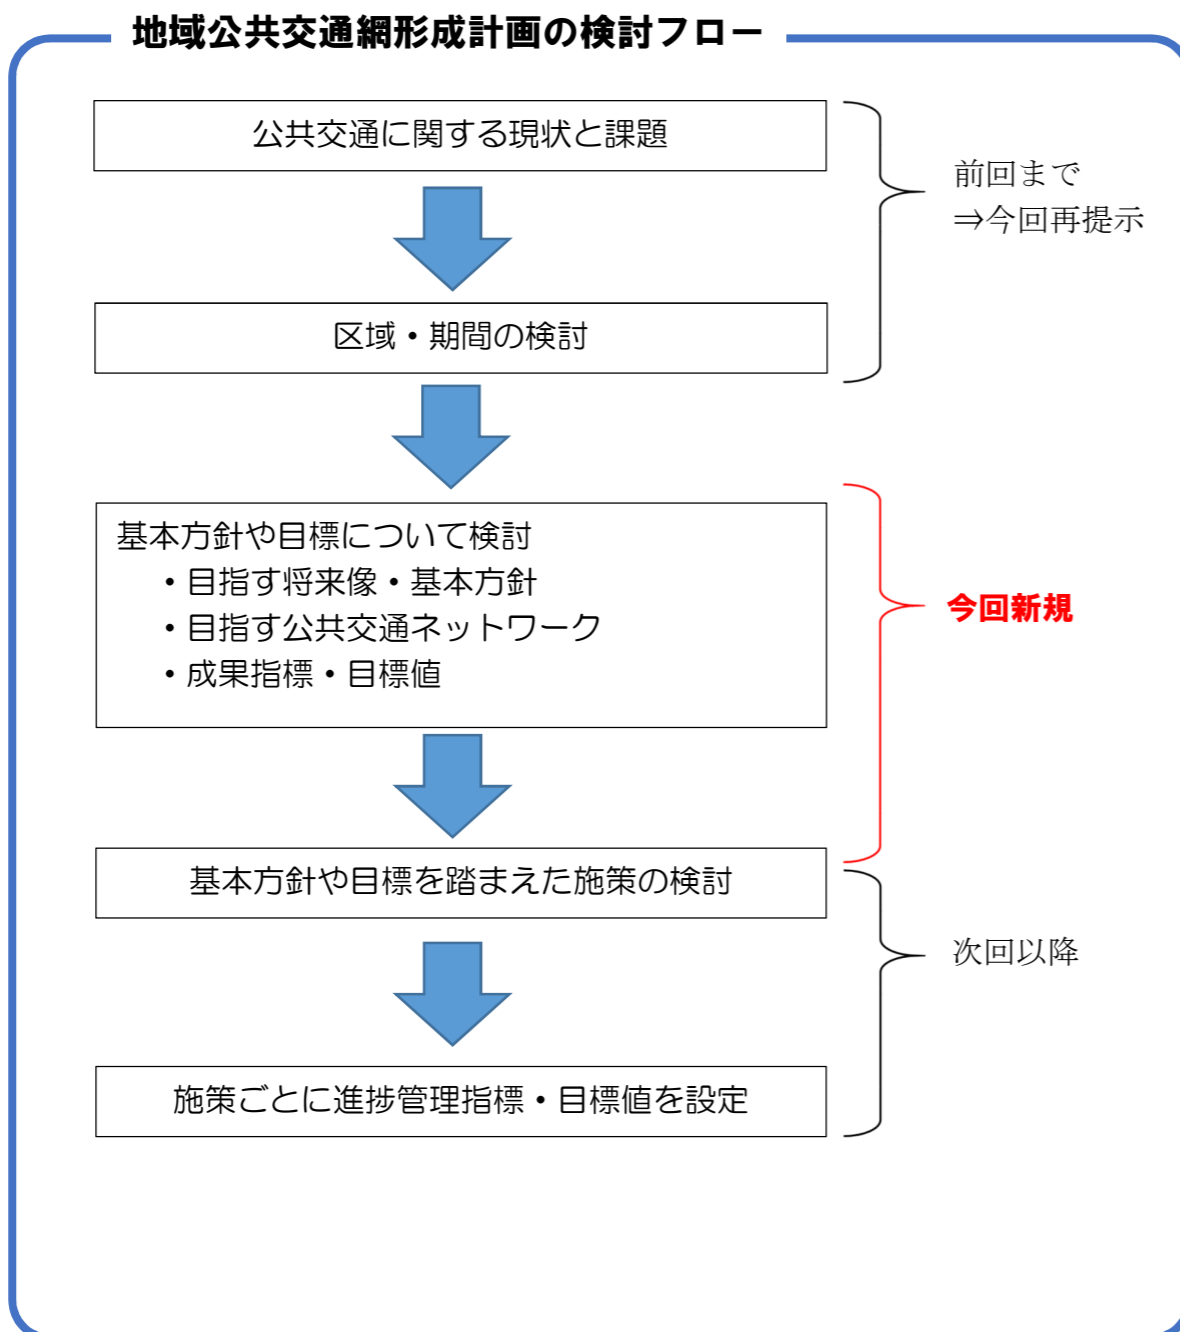 地域公共交通網形成計画の検討フロー
公共交通に関する現状と課題
前回まで
⇒今回再提示
区域・期間の検討
基本方針や目標について検討
・目指す将来像・基本方針
・目指す公共交通ネットワーク
・成果指標・目標値
今回新規
基本方針や目標を踏まえた施策の検討
次回以降
施策ごとに進捗管理指標・目標値を設定